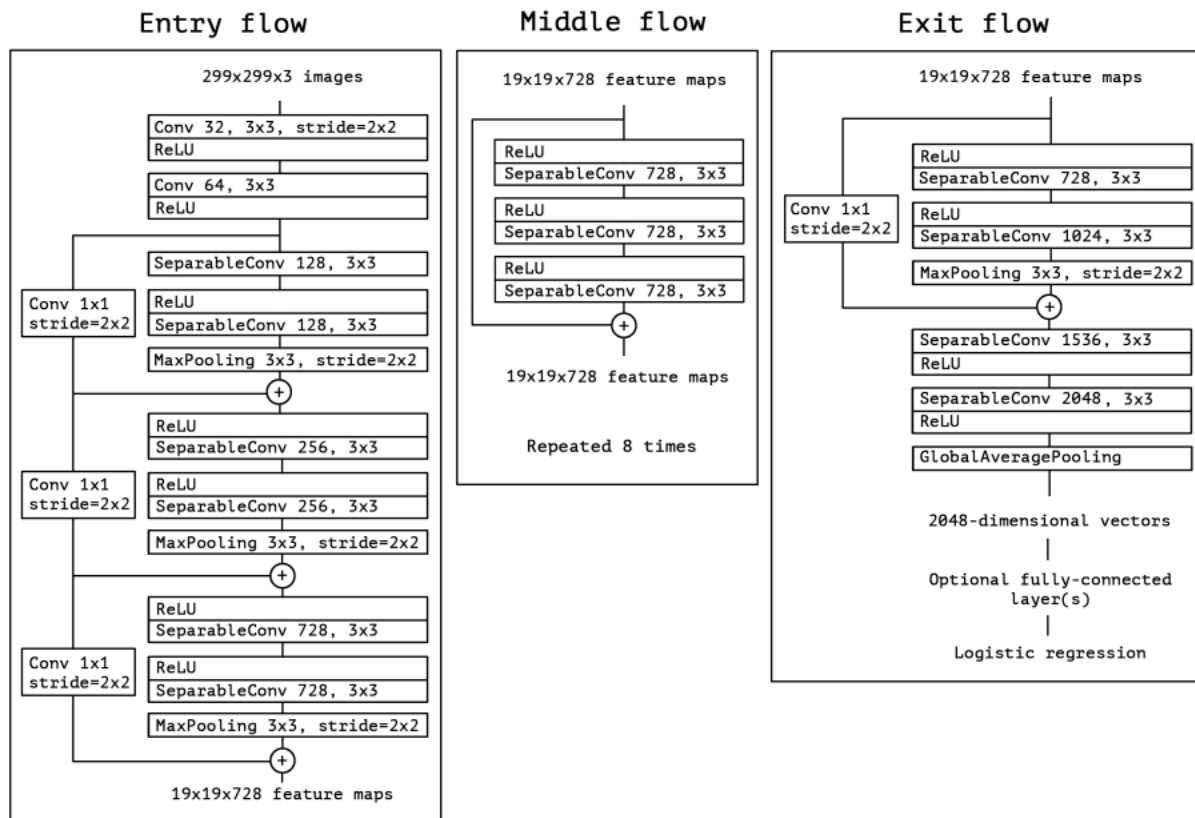 Entry flow
299x299x3 images
Conv 32, 3x3, stride=2x2
ReLU
Conv 64, 3x3
ReLU
SeparableConv 128, 3x3
Conv 1x1
stride=2x2
ReLU
SeparableConv 128, 3x3
MaxPooling 3x3, stride=2x2
+
ReLU
SeparableConv 256, 3x3
Conv 1x1
stride=2x2
ReLU
SeparableConv 256, 3x3
MaxPooling 3x3, stride=2x2
+
ReLU
SeparableConv 728, 3x3
Conv 1x1
stride=2x2
ReLU
SeparableConv 728, 3x3
MaxPooling 3x3, stride=2x2
+
19x19x728 feature maps
Middle flow
19x19x728 feature maps
ReLU
SeparableConv 728, 3x3
ReLU
SeparableConv 728, 3x3
ReLU
SeparableConv 728, 3x3
+
19x19x728 feature maps
Repeated 8 times
Exit flow
19x19x728 feature maps
ReLU
SeparableConv 728, 3x3
Conv 1x1
stride=2x2
ReLU
SeparableConv 1024, 3x3
MaxPooling 3x3, stride=2x2
+
SeparableConv 1536, 3x3
ReLU
SeparableConv 2048, 3x3
ReLU
GlobalAveragePooling
2048-dimensional vectors
Optional fully-connected
layer(s)
Logistic regression